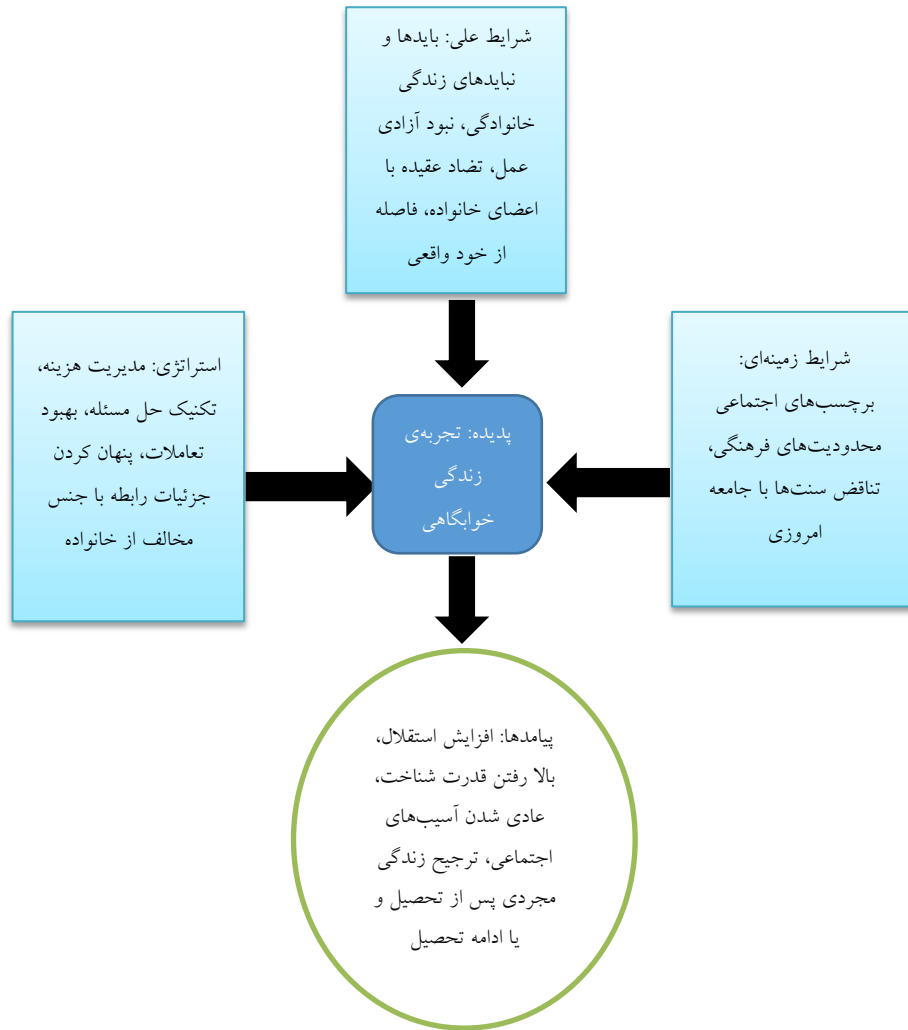 شرایط علی: بایدها و
نبایدهای زندگی
خانوادگی، نبود آزادی
عمل، تضاد عقیده با
اعضای خانواده، فاصله
از خود واقعی
شرایط زمینه‌ای:
برچسب‌های اجتماعی
محدودیت‌های فرهنگی،
تناقض سنت‌ها با جامعه
امروزی
پدیده: تجربه‌ی
زندگی
خوابگاهی
استراتژی: مدیریت هزینه،
تکنیک حل مسئله، بهبود
تعاملات، پنهان کردن
جزئیات رابطه با جنس
مخالف از خانواده
پیامدها: افزایش استقلال،
بالا رفتن قدرت شناخت،
عادی شدن آسیب‌های
اجتماعی، ترجیح زندگی
مجردی پس از تحصیل و
یا ادامه تحصیل